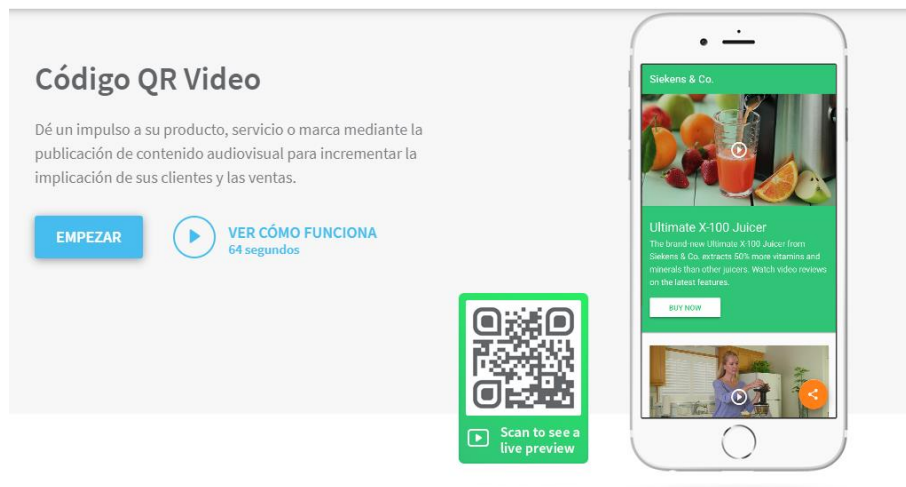 Código QR Video
Dé un impulso a su producto, servicio o marca mediante la
publicación de contenido audiovisual para incrementar la
implicación de sus clientes y las ventas.
EMPEZAR
VER CÓMO FUNCIONA
64 segundos
Scan to see a
live preview
Siekens & Co.
Ultimate X-100 Juicer
The brand-new Ultimate X-100 Juicer from
Siekens & Co. extracts 50% more vitamins and
minerals than other juicers. Watch video reviews
on the latest features.
BUY NOW